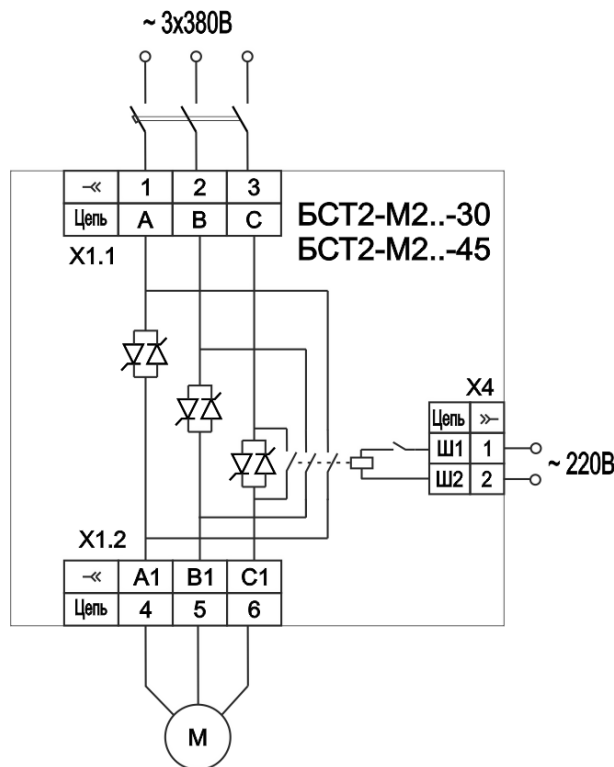 ~ 3x380В
⤙ 1 2 3
Цепь A B C
X1.1
БСТ2-М2..-30
БСТ2-М2..-45
X4
Цепь
Ш1 1
Ш2 2
~ 220В
X1.2
A1 B1 C1
Цепь 4 5 6
M